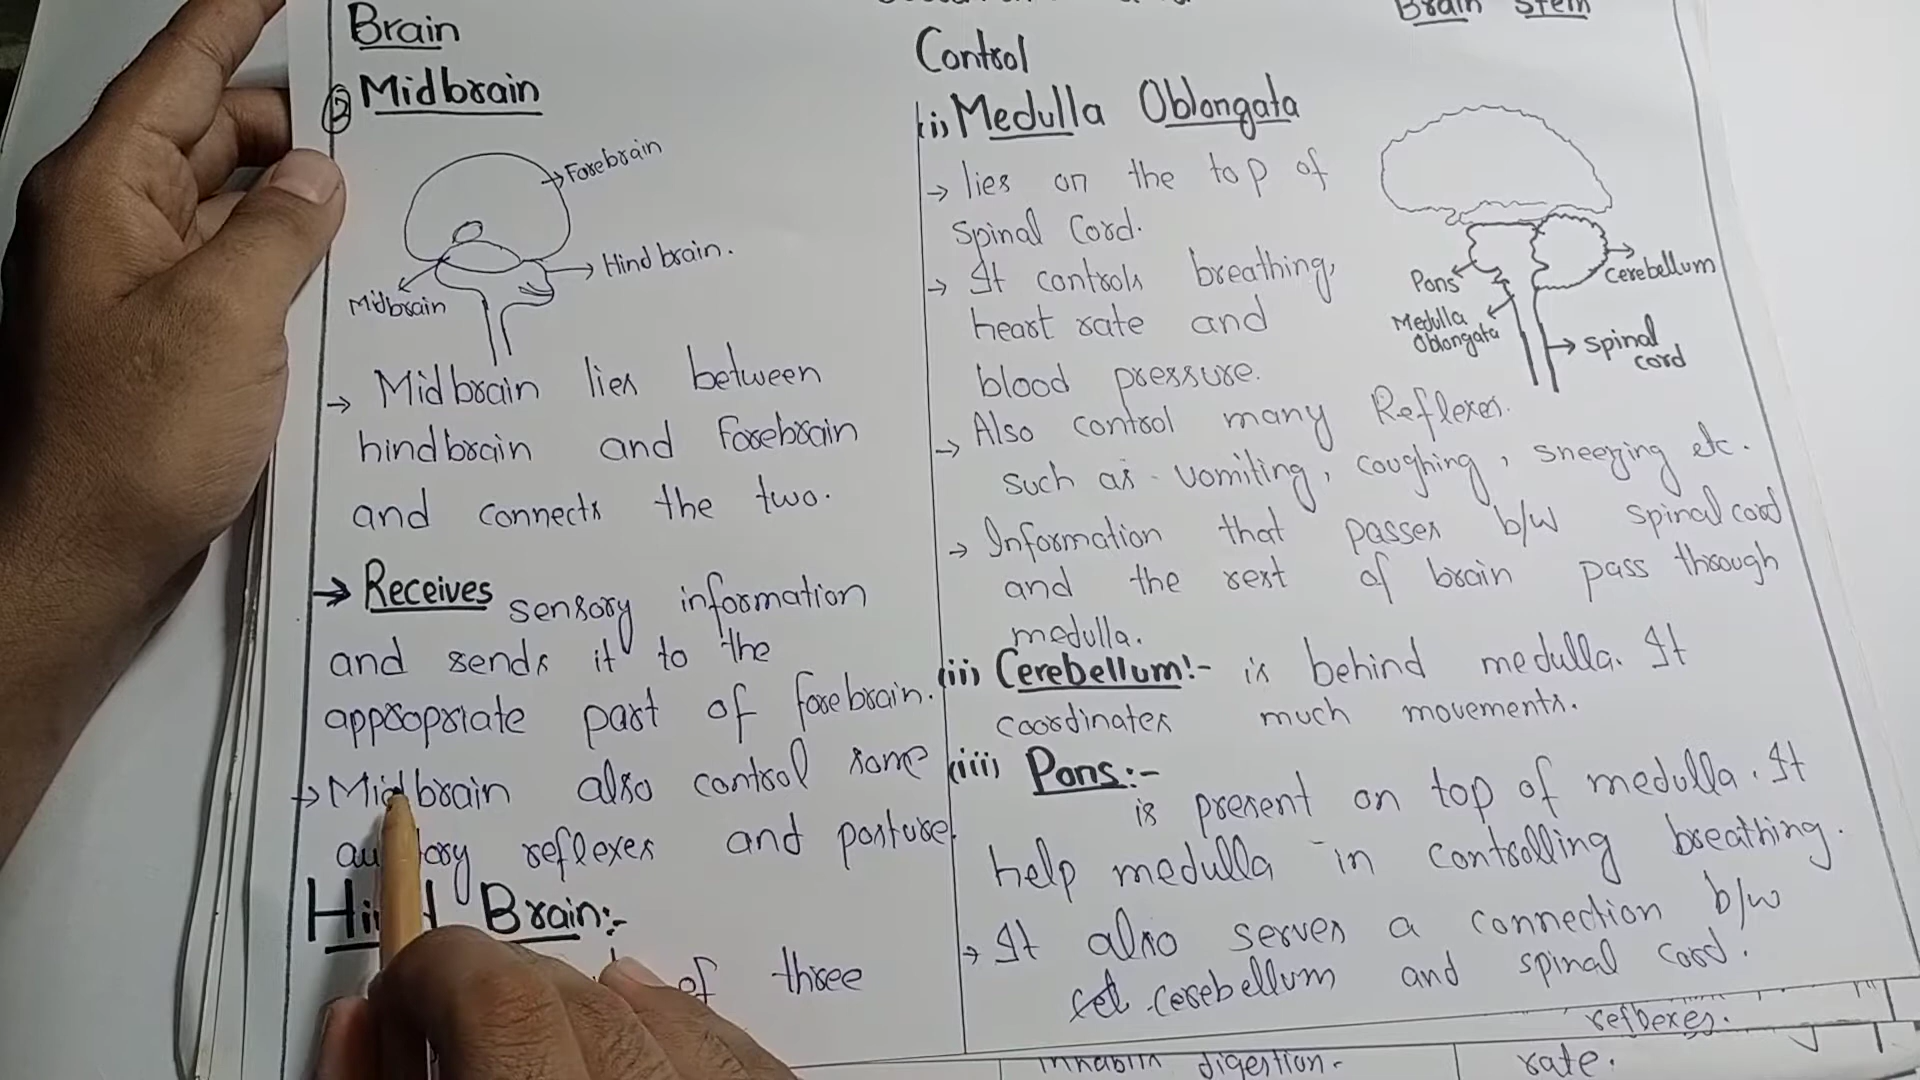 Brain
Midbrain
Forebrain
Hindbrain.
Midbrain
→ Midbrain lies between
hindbrain and Forebrain
and connects the two.
→ Receives sensory information
and sends it to the
appropriate part of forebrain.
→ Midbrain also control some
reflexes and posture.
Brain:-
of three
Brain Stem
Control
(i) Medulla Oblongata
→ lies on the top of
Spinal Cord.
→ It controls breathing,
heart rate and
blood pressure.
→ Also control many Reflexes.
such as - vomiting, coughing, sneezing etc.
→ Information that passes b/w spinal cord
and the rest of brain pass through
medulla.
Pons
Cerebellum
Medulla
Oblongata
Spinal
cord
(ii) Cerebellum:- is behind medulla. It
coordinates much movements.
(iii) Pons:-
is present on top of medulla. It
help medulla in controlling breathing.
→ It also serves a connection b/w
cerebellum and spinal cord.
reflexes.
digestion.
rate.